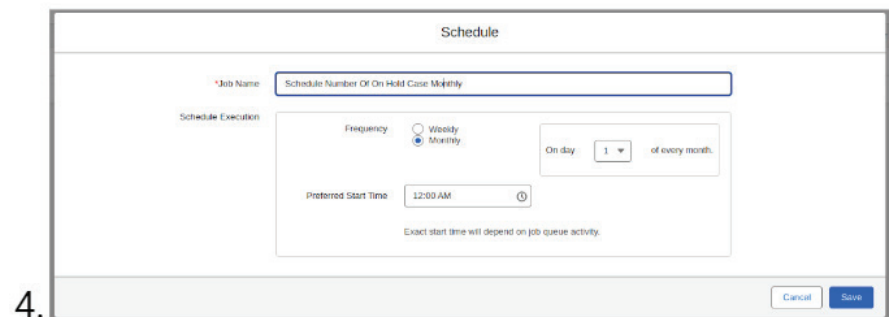 Schedule
*Job Name Schedule Number Of On Hold Case Monthly
Schedule Execution
Frequency Weekly
Monthly
On day 1 of every month.
Preferred Start Time 12:00 AM
Exact start time will depend on job queue activity.
4.
Cancel Save